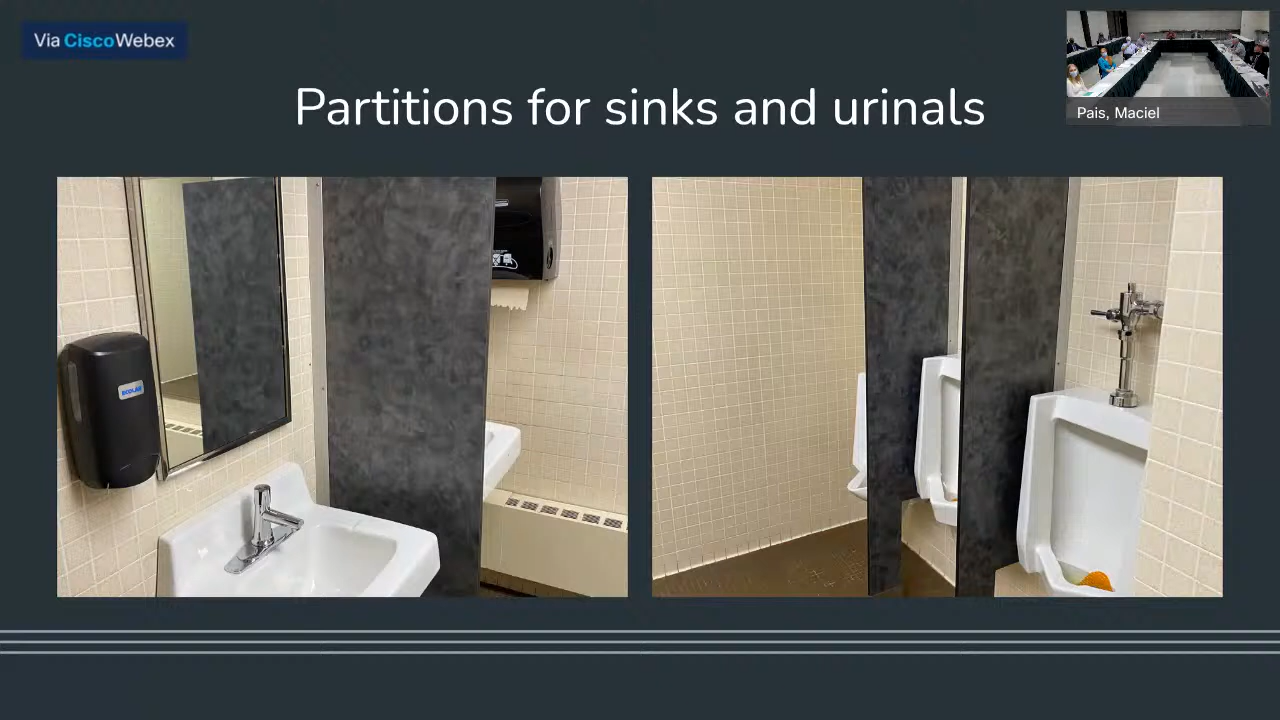 Via CiscoWebex
Partitions for sinks and urinals
Pais, Maciel
ECOLAB